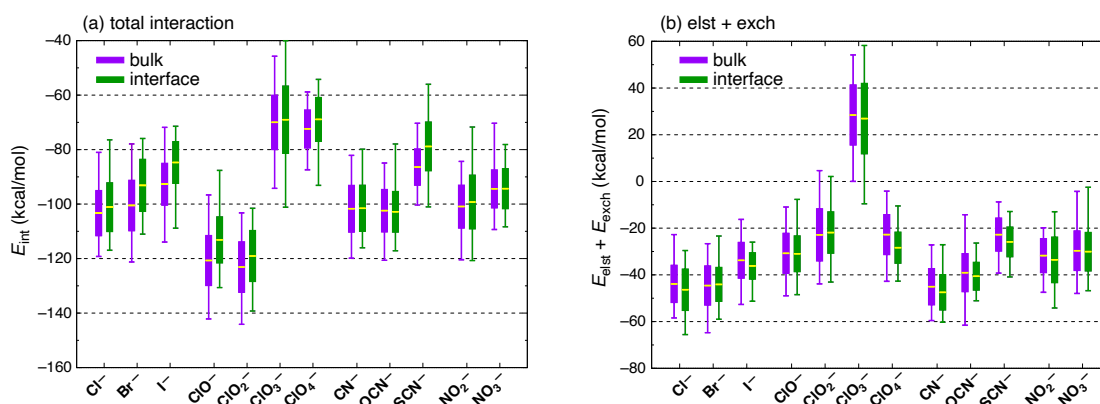 (a) total interaction
−40
−60
−80
−100
−120
−140
−160
E_int (kcal/mol)
bulk
interface
Cl⁻
Br⁻
I⁻
ClO⁻
ClO₂⁻
ClO₃⁻
ClO₄⁻
CN⁻
OCN⁻
SCN⁻
NO₂⁻
NO₃⁻
(b) elst + exch
60
40
20
0
−20
−40
−60
−80
E_elst + E_exch (kcal/mol)
bulk
interface
Cl⁻
Br⁻
I⁻
ClO⁻
ClO₂⁻
ClO₃⁻
ClO₄⁻
CN⁻
OCN⁻
SCN⁻
NO₂⁻
NO₃⁻